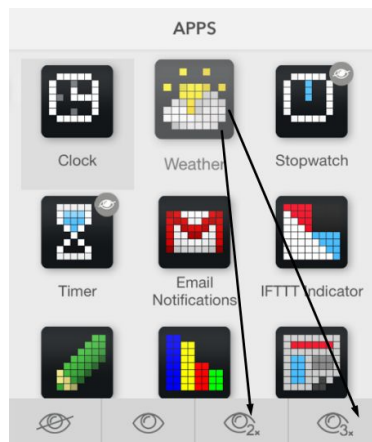 APPS
Clock
Weather
Stopwatch
Timer
Email
Notifications
IFTTT Indicator
2x
3x